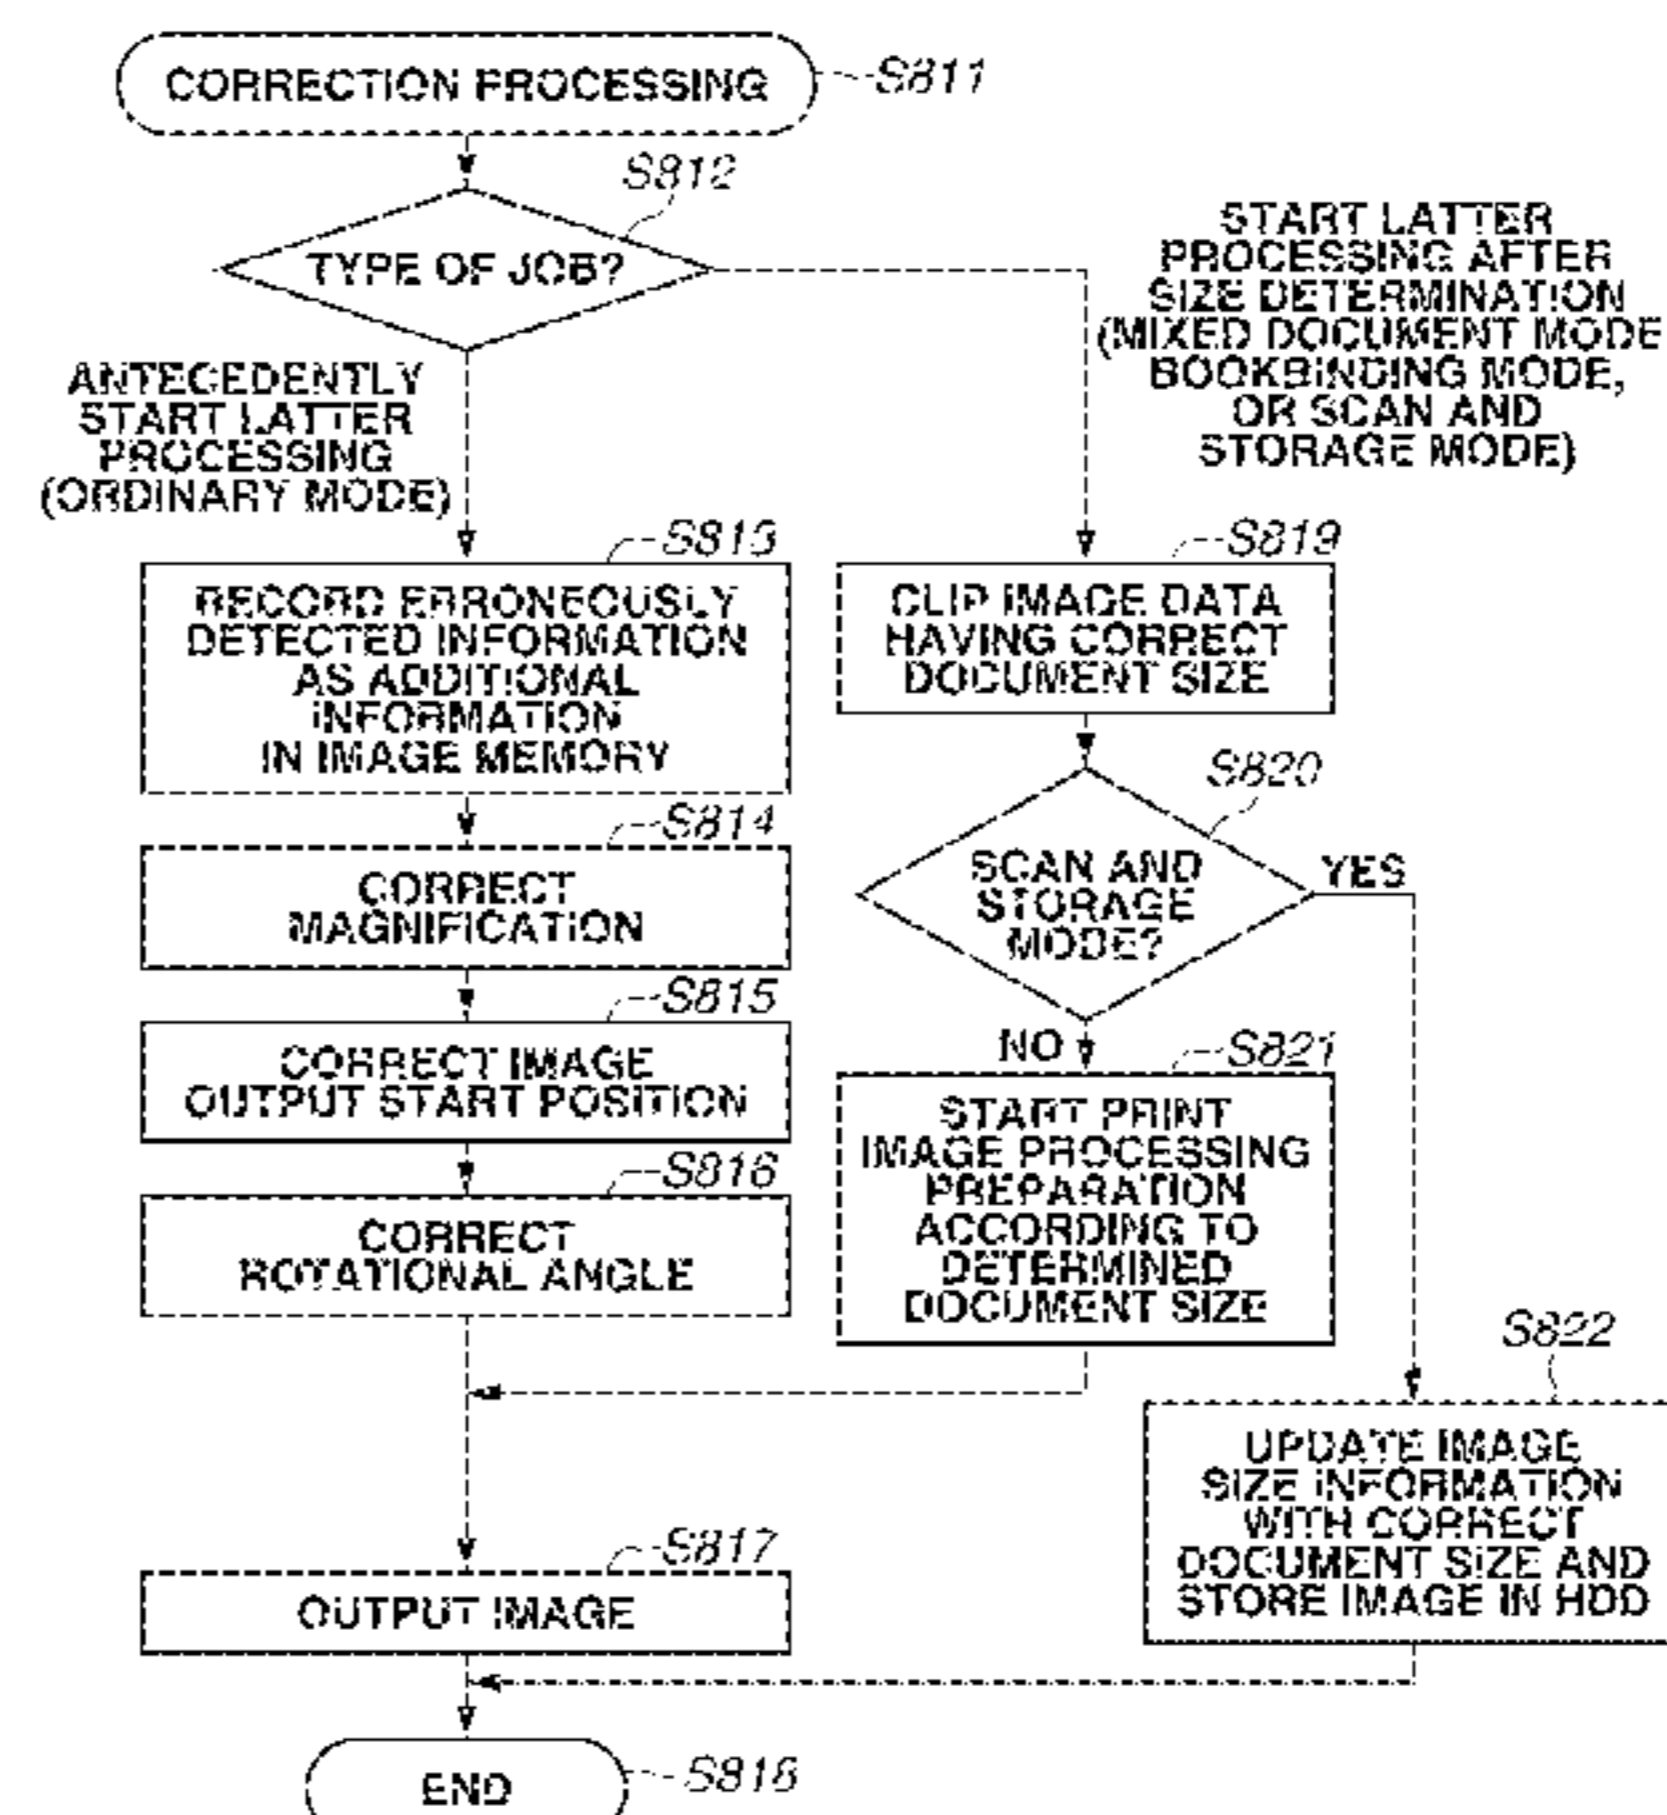 CORRECTION PROCESSING
S811
S812
TYPE OF JOB?
START LATTER
PROCESSING AFTER
SIZE DETERMINATION
(MIXED DOCUMENT MODE
BOOKBINDING MODE,
OR SCAN AND
STORAGE MODE)
ANTECEDENTLY
START LATTER
PROCESSING
(ORDINARY MODE)
S813
RECORD ERRONEOUSLY
DETECTED INFORMATION
AS ADDITIONAL
INFORMATION
IN IMAGE MEMORY
S814
CORRECT
MAGNIFICATION
S815
CORRECT IMAGE
OUTPUT START POSITION
S816
CORRECT
ROTATIONAL ANGLE
S819
CLIP IMAGE DATA
HAVING CORRECT
DOCUMENT SIZE
S820
SCAN AND
STORAGE
MODE?
YES
NO
S821
START PRINT
IMAGE PROCESSING
PREPARATION
ACCORDING TO
DETERMINED
DOCUMENT SIZE
S822
UPDATE IMAGE
SIZE INFORMATION
WITH CORRECT
DOCUMENT SIZE AND
STORE IMAGE IN HDD
S817
OUTPUT IMAGE
END
S818